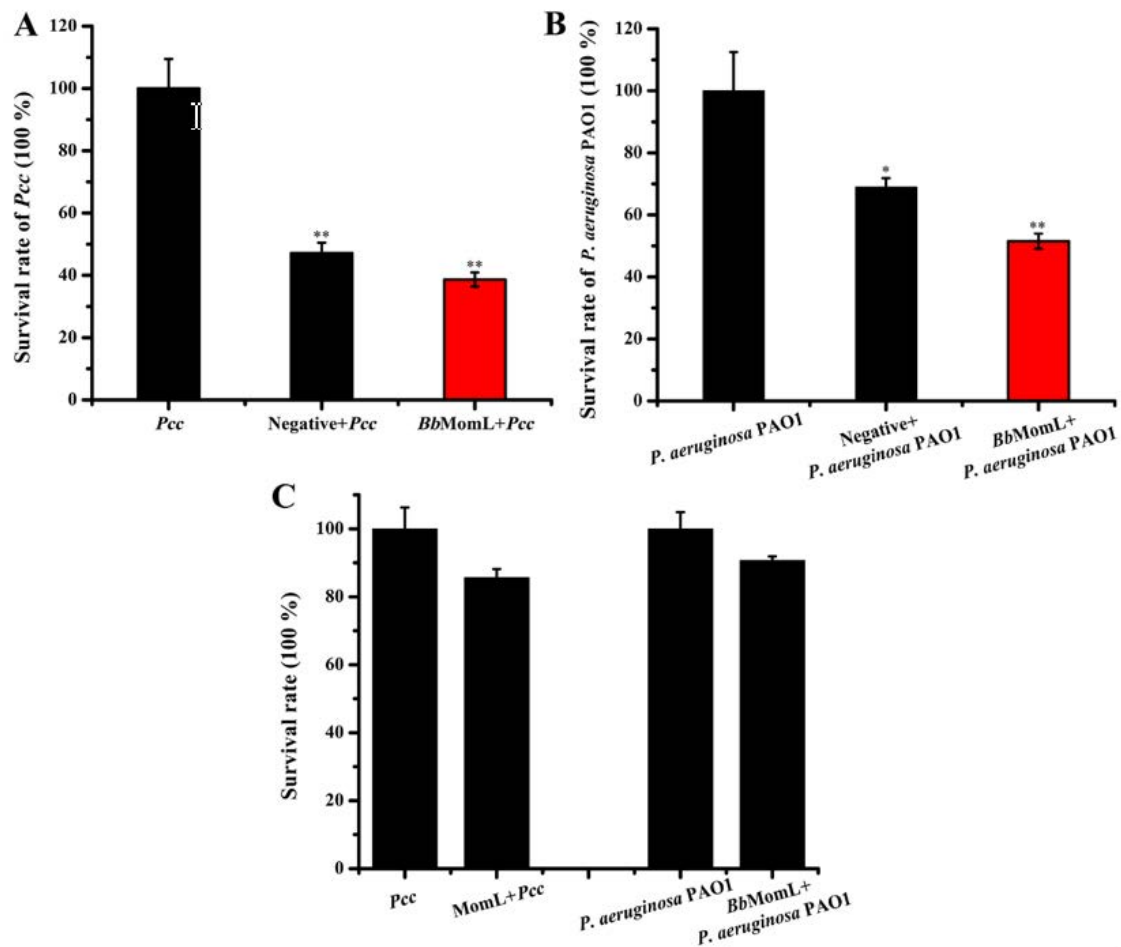 A
Survival rate of Pcc (100 %)
120
100
80
60
40
20
0
**
**
Pcc
Negative+Pcc
BbMomL+Pcc
B
Survival rate of P. aeruginosa PAO1 (100 %)
120
100
80
60
40
20
0
*
**
P. aeruginosa PAO1
Negative+
P. aeruginosa PAO1
BbMomL+
P. aeruginosa PAO1
C
Survival rate (100 %)
100
80
60
40
20
0
Pcc
MomL+Pcc
P. aeruginosa PAO1
BbMomL+
P. aeruginosa PAO1